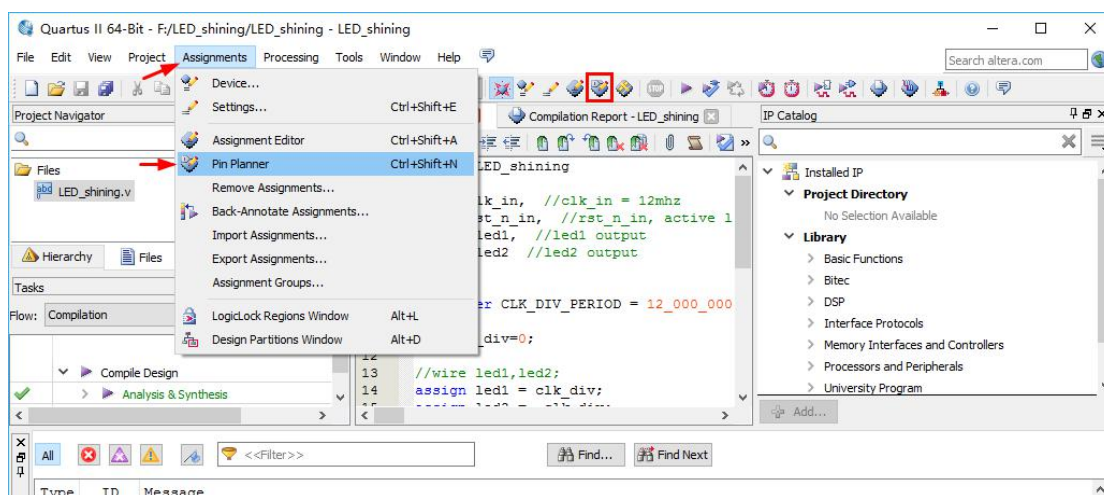 Quartus II 64-Bit - F:/LED_shining/LED_shining - LED_shining
File Edit View Project Assignments Processing Tools Window Help
Search altera.com
Device...
Settings... Ctrl+Shift+E
Assignment Editor Ctrl+Shift+A
Pin Planner Ctrl+Shift+N
Remove Assignments...
Back-Annotate Assignments...
Import Assignments...
Export Assignments...
Assignment Groups...
LogicLock Regions Window Alt+L
Design Partitions Window Alt+D
Project Navigator
Files
abd LED_shining.v
Hierarchy Files
Tasks
Flow: Compilation
Compile Design
Analysis & Synthesis
Compilation Report - LED_shining
LED_shining
lk_in, //clk_in = 12mhz
st_n_in, //rst_n_in, active l
led1, //led1 output
led2 //led2 output
er CLK_DIV_PERIOD = 12_000_000
_div=0;
12
13 //wire led1,led2;
14 assign led1 = clk_div;
IP Catalog
Installed IP
Project Directory
No Selection Available
Library
Basic Functions
Bitec
DSP
Interface Protocols
Memory Interfaces and Controllers
Processors and Peripherals
University Program
Add...
All <<Filter>> Find... Find Next
Type ID Message